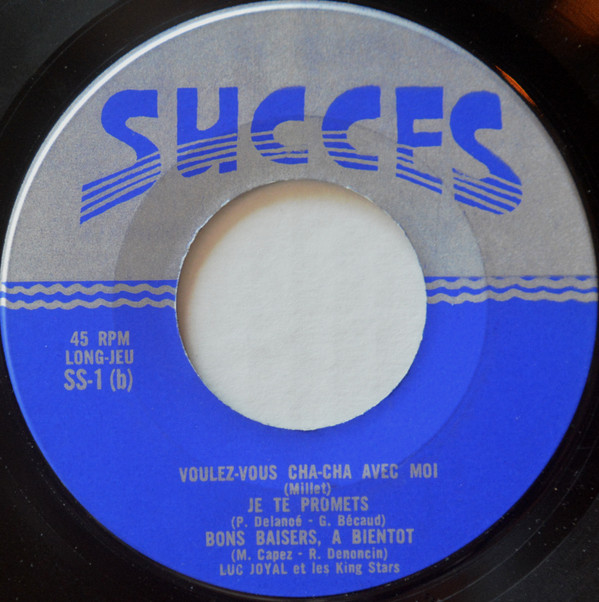 SUCCES
45 RPM
LONG-JEU
SS-1 (b)
VOULEZ-VOUS CHA-CHA AVEC MOI
(Millet)
JE TE PROMETS
(P. Delanoé - G. Bécaud)
BONS BAISERS, A BIENTOT
(M. Capez - R. Denoncin)
LUC JOYAL et les King Stars